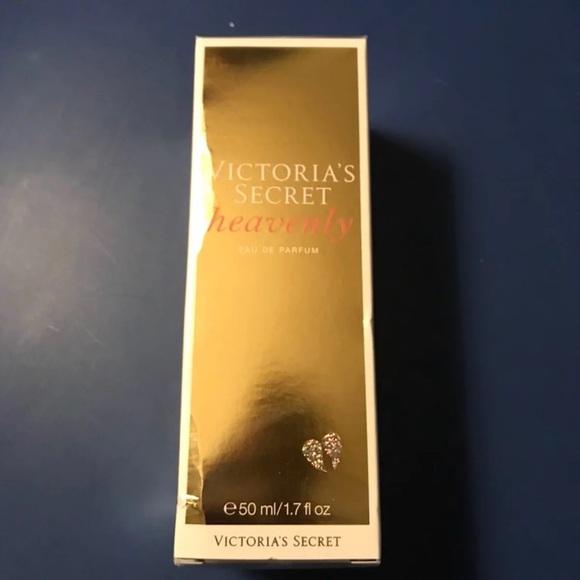 VICTORIA'S
SECRET
heavenly
EAU DE PARFUM
℮50 ml/1.7 fl oz
VICTORIA'S SECRET